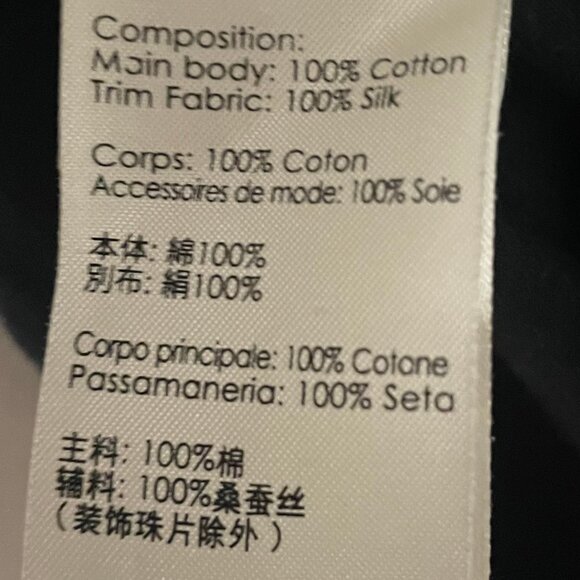 Composition:
Main body: 100% Cotton
Trim Fabric: 100% Silk
Corps: 100% Coton
Accessoires de mode: 100% Soie
本体: 綿100%
別布: 絹100%
Corpo principale: 100% Cotone
Passamaneria: 100% Seta
主料: 100%棉
辅料: 100%桑蚕丝
(装饰珠片除外)